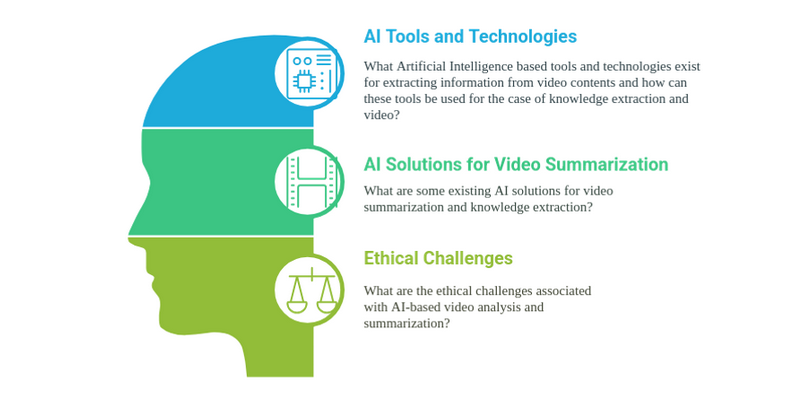 AI Tools and Technologies
What Artificial Intelligence based tools and technologies exist
for extracting information from video contents and how can
these tools be used for the case of knowledge extraction and
video?
AI Solutions for Video Summarization
What are some existing AI solutions for video
summarization and knowledge extraction?
Ethical Challenges
What are the ethical challenges associated
with AI-based video analysis and
summarization?